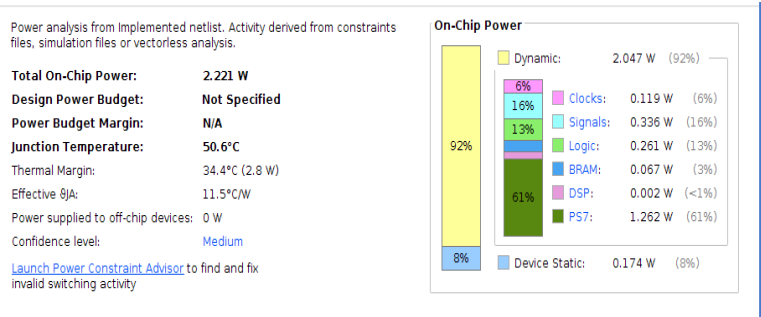 Power analysis from Implemented netlist. Activity derived from constraints
files, simulation files or vectorless analysis.
Total On-Chip Power: 2.221 W
Design Power Budget: Not Specified
Power Budget Margin: N/A
Junction Temperature: 50.6°C
Thermal Margin: 34.4°C (2.8 W)
Effective ϑJA: 11.5°C/W
Power supplied to off-chip devices: 0 W
Confidence level: Medium
Launch Power Constraint Advisor to find and fix
invalid switching activity
On-Chip Power
92%
8%
6%
16%
13%
61%
Dynamic: 2.047 W (92%)
Clocks: 0.119 W (6%)
Signals: 0.336 W (16%)
Logic: 0.261 W (13%)
BRAM: 0.067 W (3%)
DSP: 0.002 W (<1%)
PS7: 1.262 W (61%)
Device Static: 0.174 W (8%)